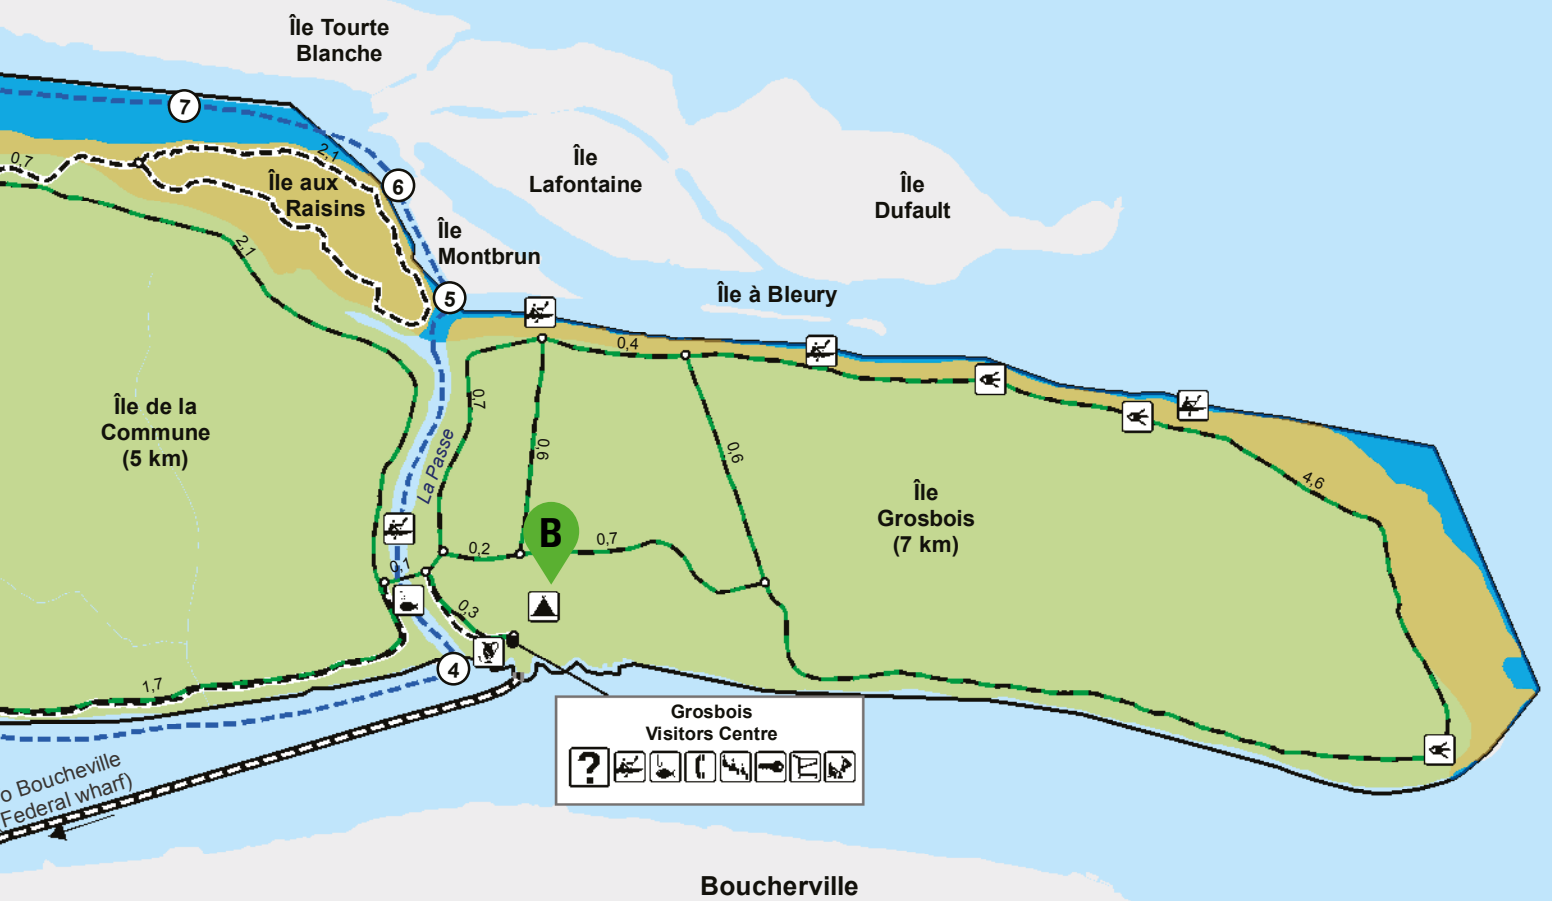 Île Tourte
Blanche
7
0,7
2,1
Île aux
Raisins
6
Île
Lafontaine
Île
Dufault
2,1
Île
Montbrun
5
Île à Bleury
0,4
0,7
Île de la
Commune
(5 km)
La Passe
0,6
0,6
4,6
Île
Grosbois
(7 km)
B
0,2
0,7
0,1
0,3
4
1,7
Grosbois
Visitors Centre
?
o Boucheville
Federal wharf)
Boucherville